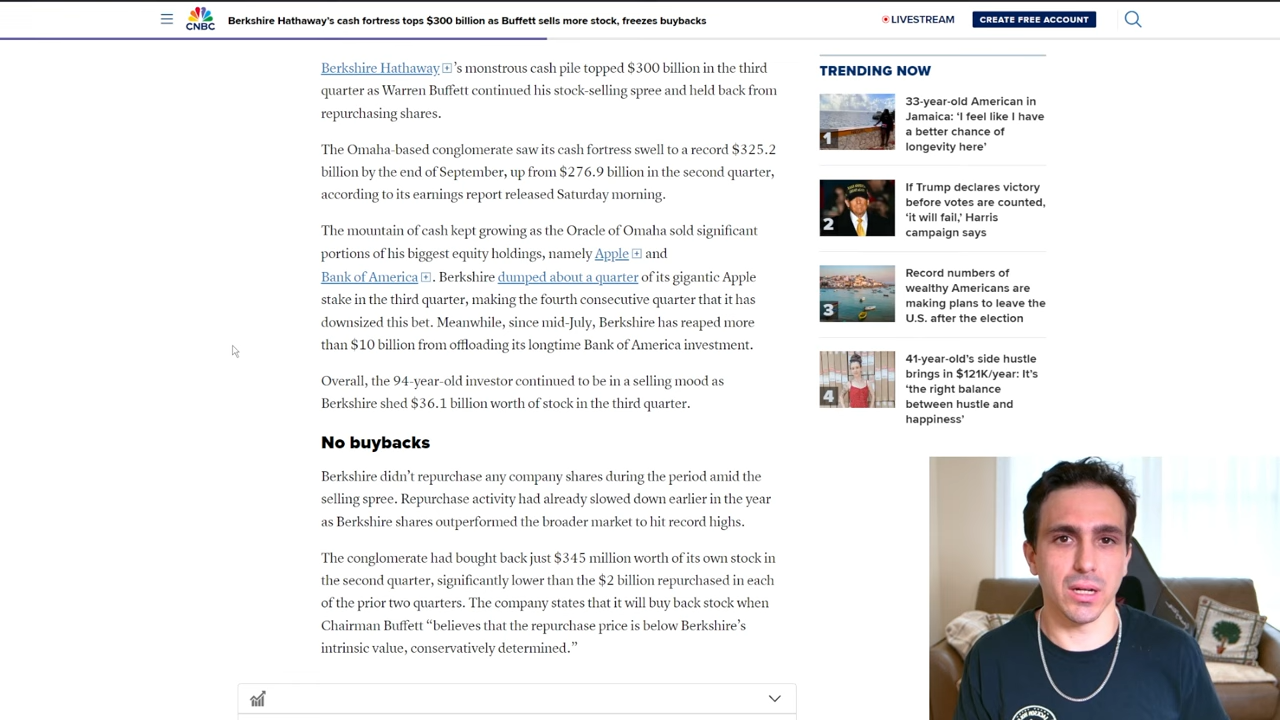 CNBC
Berkshire Hathaway's cash fortress tops $300 billion as Buffett sells more stock, freezes buybacks
LIVESTREAM
CREATE FREE ACCOUNT
Berkshire Hathaway's monstrous cash pile topped $300 billion in the third
quarter as Warren Buffett continued his stock-selling spree and held back from
repurchasing shares.
The Omaha-based conglomerate saw its cash fortress swell to a record $325.2
billion by the end of September, up from $276.9 billion in the second quarter,
according to its earnings report released Saturday morning.
The mountain of cash kept growing as the Oracle of Omaha sold significant
portions of his biggest equity holdings, namely Apple and
Bank of America. Berkshire dumped about a quarter of its gigantic Apple
stake in the third quarter, making the fourth consecutive quarter that it has
downsized this bet. Meanwhile, since mid-July, Berkshire has reaped more
than $10 billion from offloading its longtime Bank of America investment.
Overall, the 94-year-old investor continued to be in a selling mood as
Berkshire shed $36.1 billion worth of stock in the third quarter.
No buybacks
Berkshire didn't repurchase any company shares during the period amid the
selling spree. Repurchase activity had already slowed down earlier in the year
as Berkshire shares outperformed the broader market to hit record highs.
The conglomerate had bought back just $345 million worth of its own stock in
the second quarter, significantly lower than the $2 billion repurchased in each
of the prior two quarters. The company states that it will buy back stock when
Chairman Buffett “believes that the repurchase price is below Berkshire's
intrinsic value, conservatively determined.”
TRENDING NOW
1
33-year-old American in
Jamaica: 'I feel like I have
a better chance of
longevity here'
2
If Trump declares victory
before votes are counted,
'it will fail,' Harris
campaign says
3
Record numbers of
wealthy Americans are
making plans to leave the
U.S. after the election
4
41-year-old's side hustle
brings in $121K/year: It's
'the right balance
between hustle and
happiness'